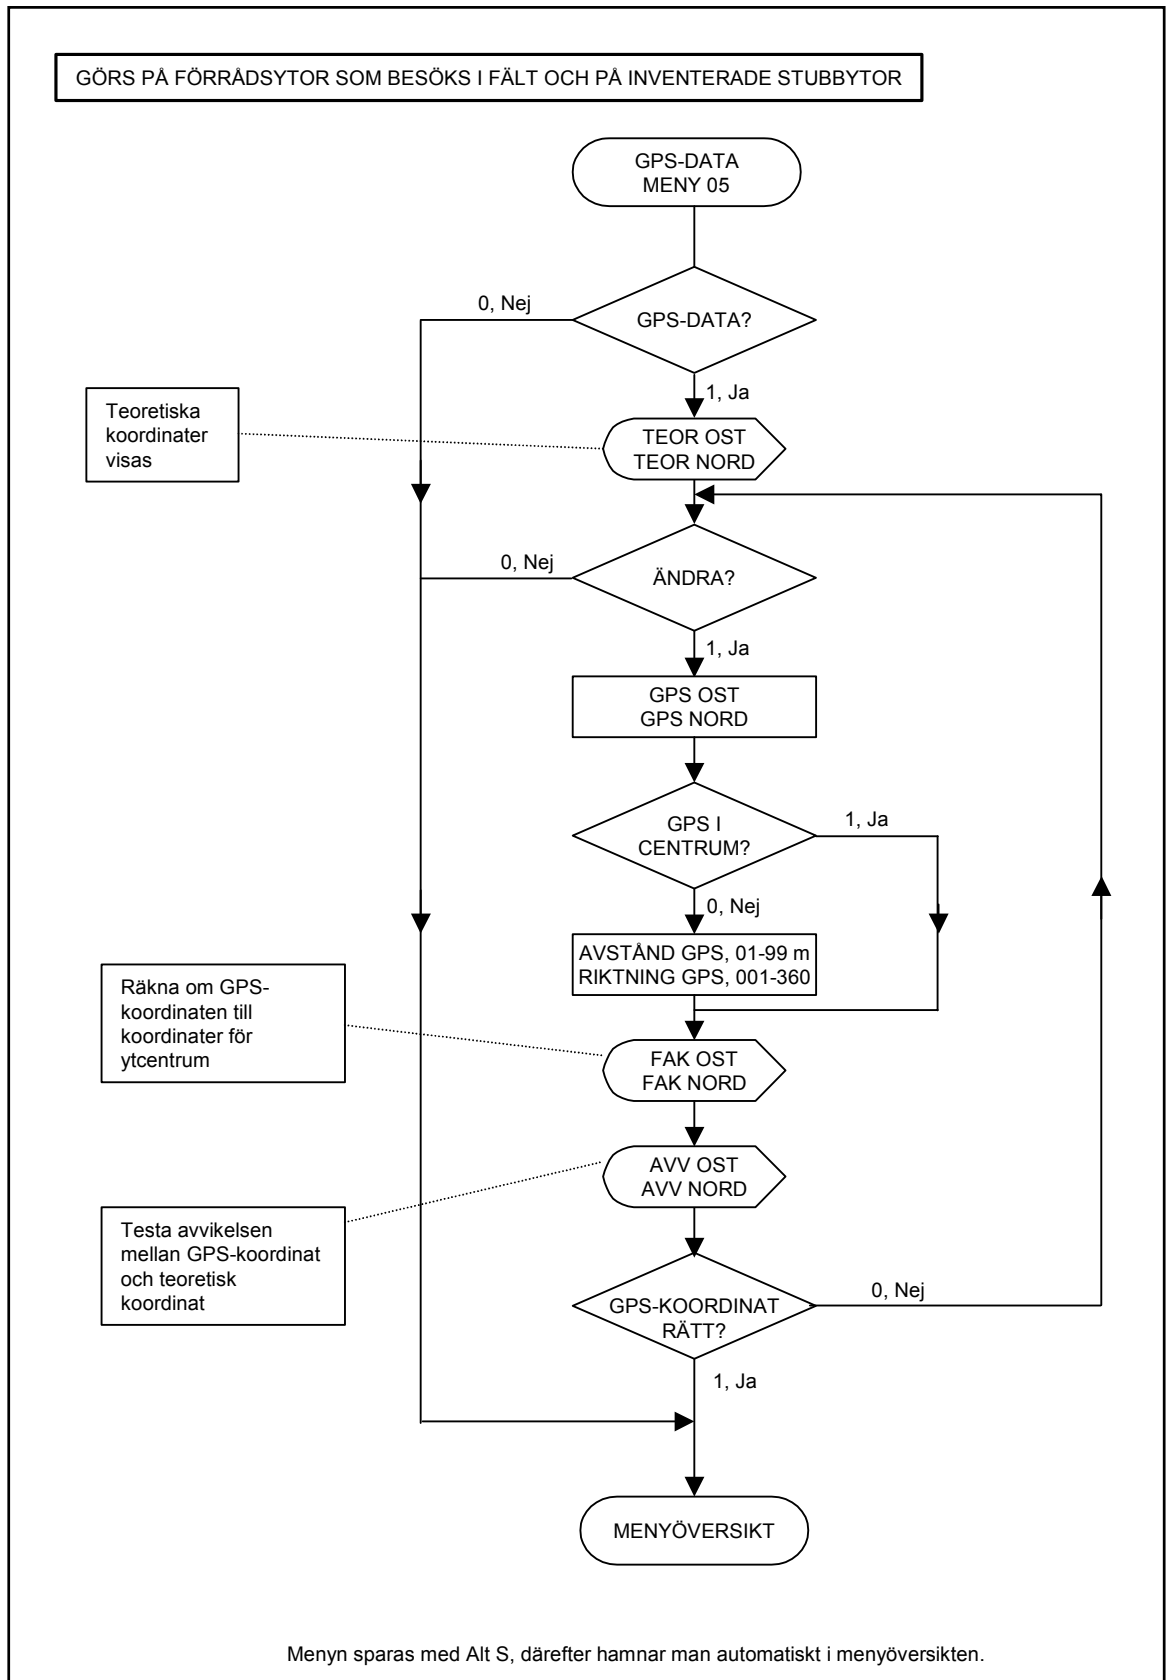 GÖRS PÅ FÖRRÅDSYTOR SOM BESÖKS I FÄLT OCH PÅ INVENTERADE STUBBYTOR
GPS-DATA
MENY 05
0, Nej
GPS-DATA?
1, Ja
Teoretiska
koordinater
visas
TEOR OST
TEOR NORD
0, Nej
ÄNDRA?
1, Ja
GPS OST
GPS NORD
GPS I
CENTRUM?
1, Ja
0, Nej
AVSTÅND GPS, 01-99 m
RIKTNING GPS, 001-360
Räkna om GPS-
koordinaten till
koordinater för
ytcentrum
FAK OST
FAK NORD
AVV OST
AVV NORD
Testa avvikelsen
mellan GPS-koordinat
och teoretisk
koordinat
GPS-KOORDINAT
RÄTT?
0, Nej
1, Ja
MENYÖVERSIKT
Menyn sparas med Alt S, därefter hamnar man automatiskt i menyöversikten.